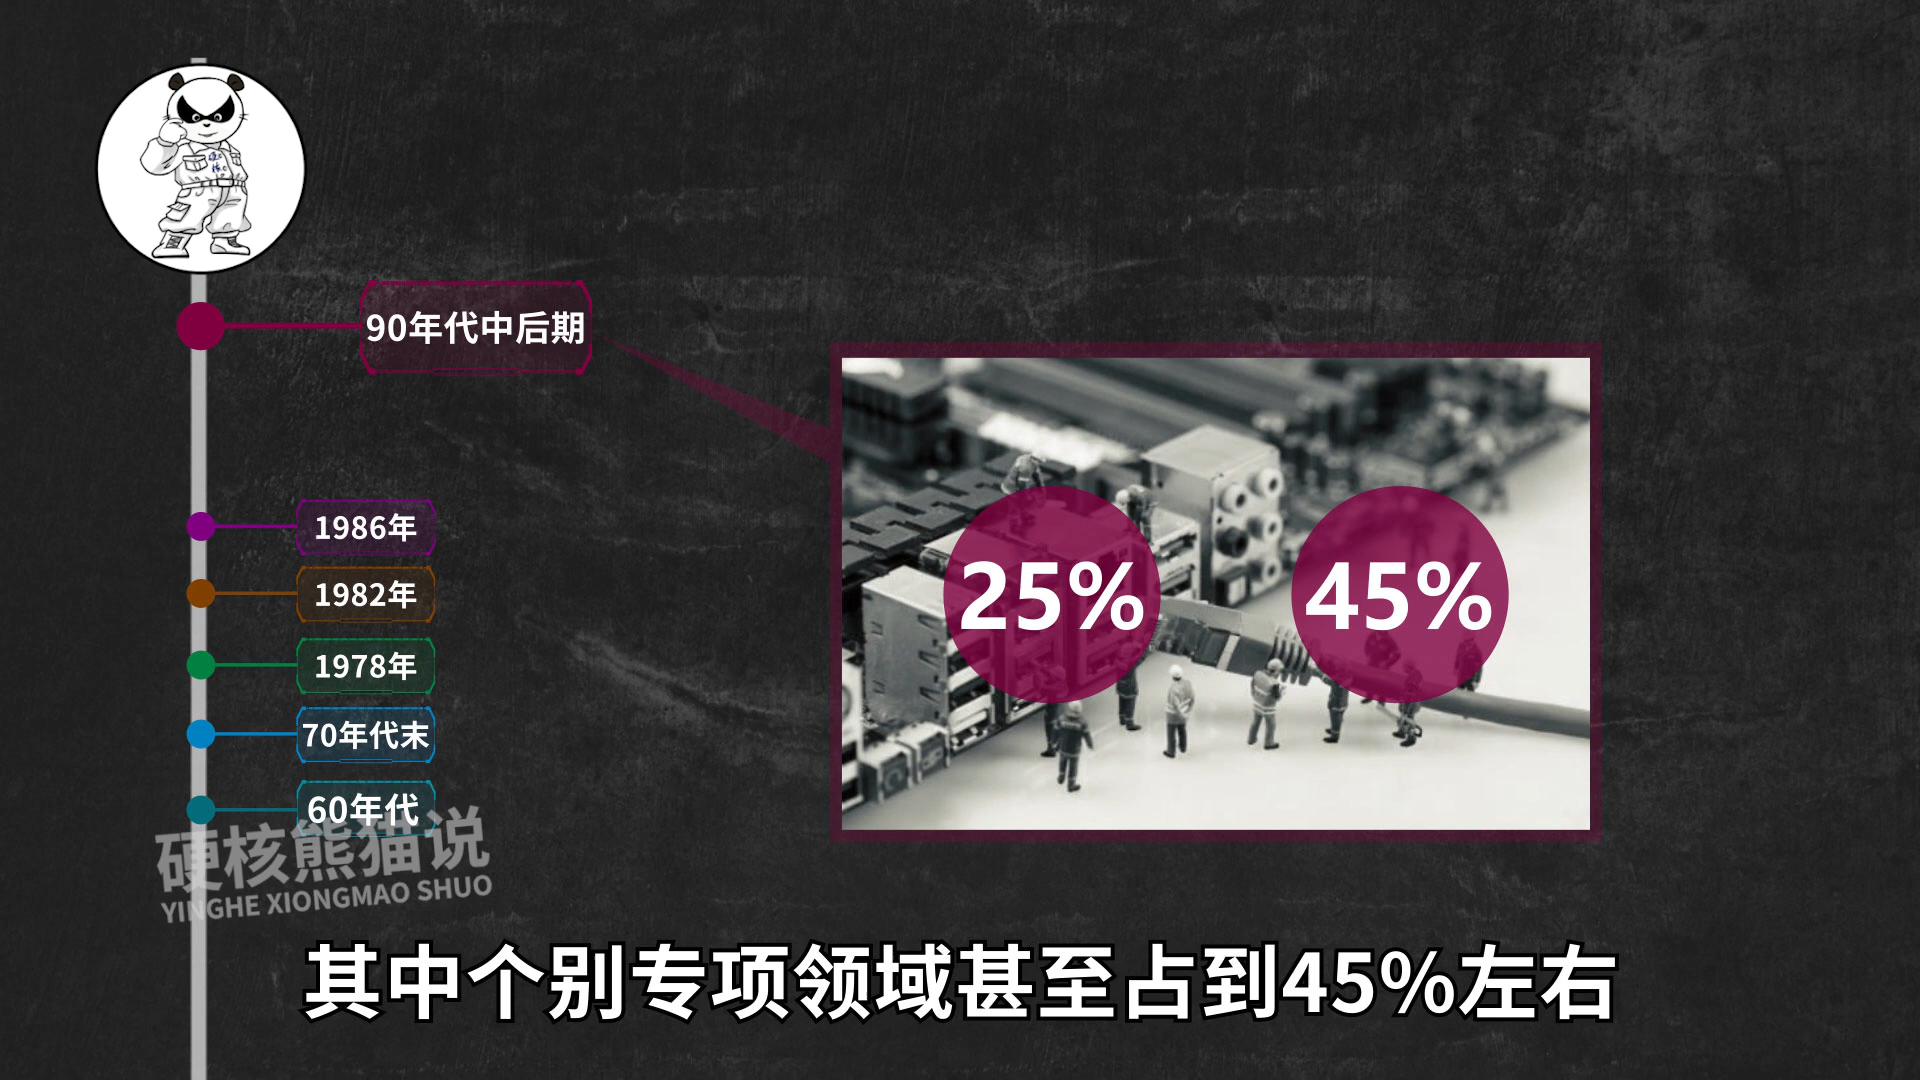 90年代中后期
1986年
1982年
1978年
70年代末
60年代
25%
45%
硬核熊猫说
YINGHE XIONGMAO SHUO
其中个别专项领域甚至占到45%左右